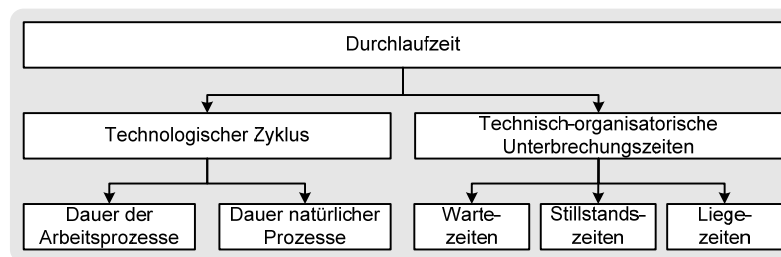 Durchlaufzeit
Technologischer Zyklus
Technisch-organisatorische
Unterbrechungszeiten
Dauer der
Arbeitsprozesse
Dauer natürlicher
Prozesse
Warte-
zeiten
Stillstands-
zeiten
Liege-
zeiten